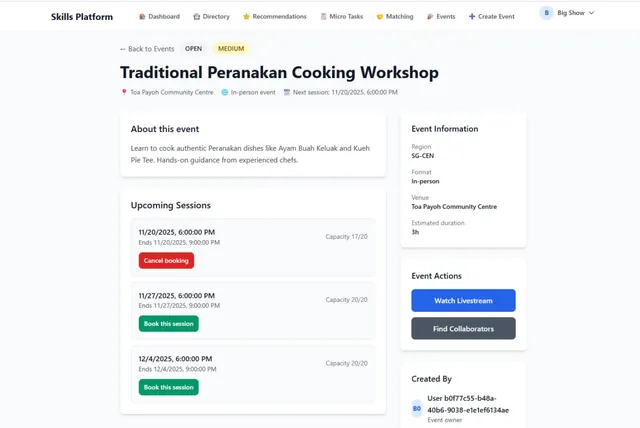 Skills Platform
Dashboard
Directory
Recommendations
Micro Tasks
Matching
Events
Create Event
B
Big Show
← Back to Events
OPEN
MEDIUM
Traditional Peranakan Cooking Workshop
Toa Payoh Community Centre
In-person event
Next session: 11/20/2025, 6:00:00 PM
About this event
Learn to cook authentic Peranakan dishes like Ayam Buah Keluak and Kueh
Pie Tee. Hands-on guidance from experienced chefs.
Upcoming Sessions
11/20/2025, 6:00:00 PM
Ends 11/20/2025, 9:00:00 PM
Capacity 17/20
Cancel booking
11/27/2025, 6:00:00 PM
Ends 11/27/2025, 9:00:00 PM
Capacity 20/20
Book this session
12/4/2025, 6:00:00 PM
Ends 12/4/2025, 9:00:00 PM
Capacity 20/20
Book this session
Event Information
Region
SG-CEN
Format
In-person
Venue
Toa Payoh Community Centre
Estimated duration
3h
Event Actions
Watch Livestream
Find Collaborators
Created By
B0
User b0f77c55-b48a-
40b6-9038-e1e1ef6134ae
Event owner